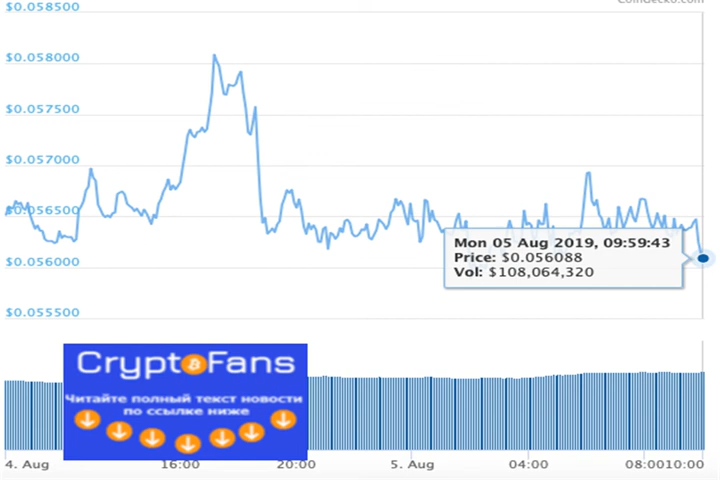 $0.058500
CoinGecko.com
$0.058000
$0.057500
$0.057000
$0.056500
Mon 05 Aug 2019, 09:59:43
Price: $0.056088
Vol: $108,064,320
$0.056000
$0.055500
CryptoFans
Читайте полный текст новости
по ссылке ниже
4. Aug
16:00
20:00
5. Aug
04:00
08:00
10:00